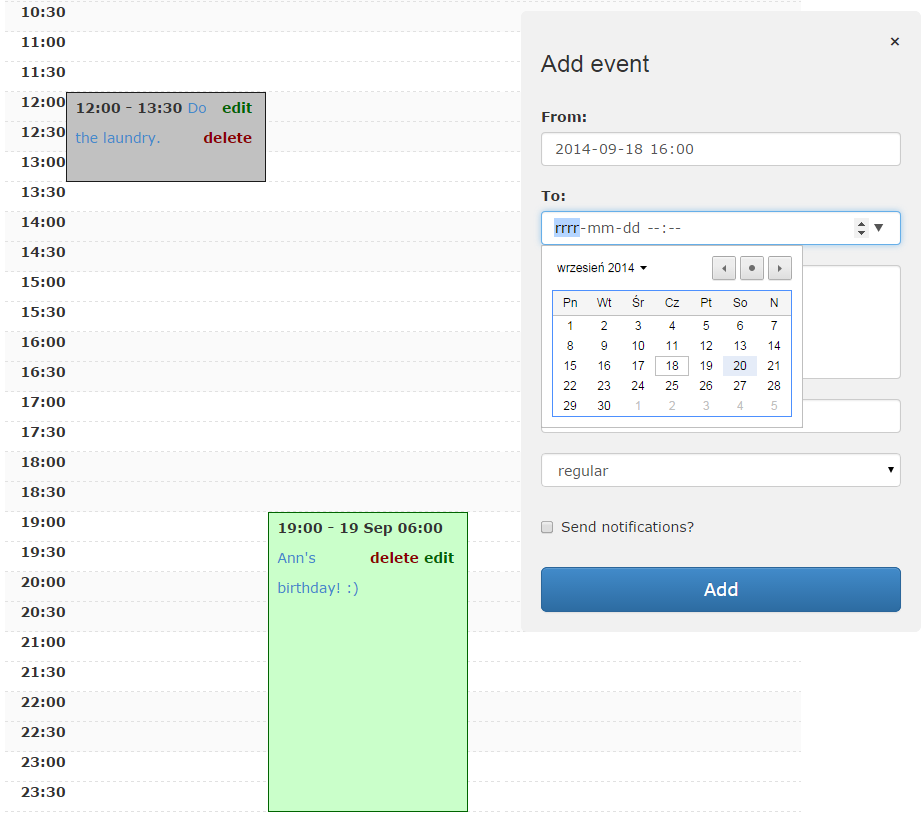 10:30
11:00
11:30
12:00
12:30
13:00
13:30
14:00
14:30
15:00
15:30
16:00
16:30
17:00
17:30
18:00
18:30
19:00
19:30
20:00
20:30
21:00
21:30
22:00
22:30
23:00
23:30
12:00 - 13:30 Do edit
the laundry. delete
19:00 - 19 Sep 06:00
Ann's delete edit
birthday! :)
×
Add event
From:
2014-09-18 16:00
To:
rrrr-mm-dd --:--
wrzesień 2014
Pn Wt Śr Cz Pt So N
1 2 3 4 5 6 7
8 9 10 11 12 13 14
15 16 17 18 19 20 21
22 23 24 25 26 27 28
29 30 1 2 3 4 5
regular
Send notifications?
Add